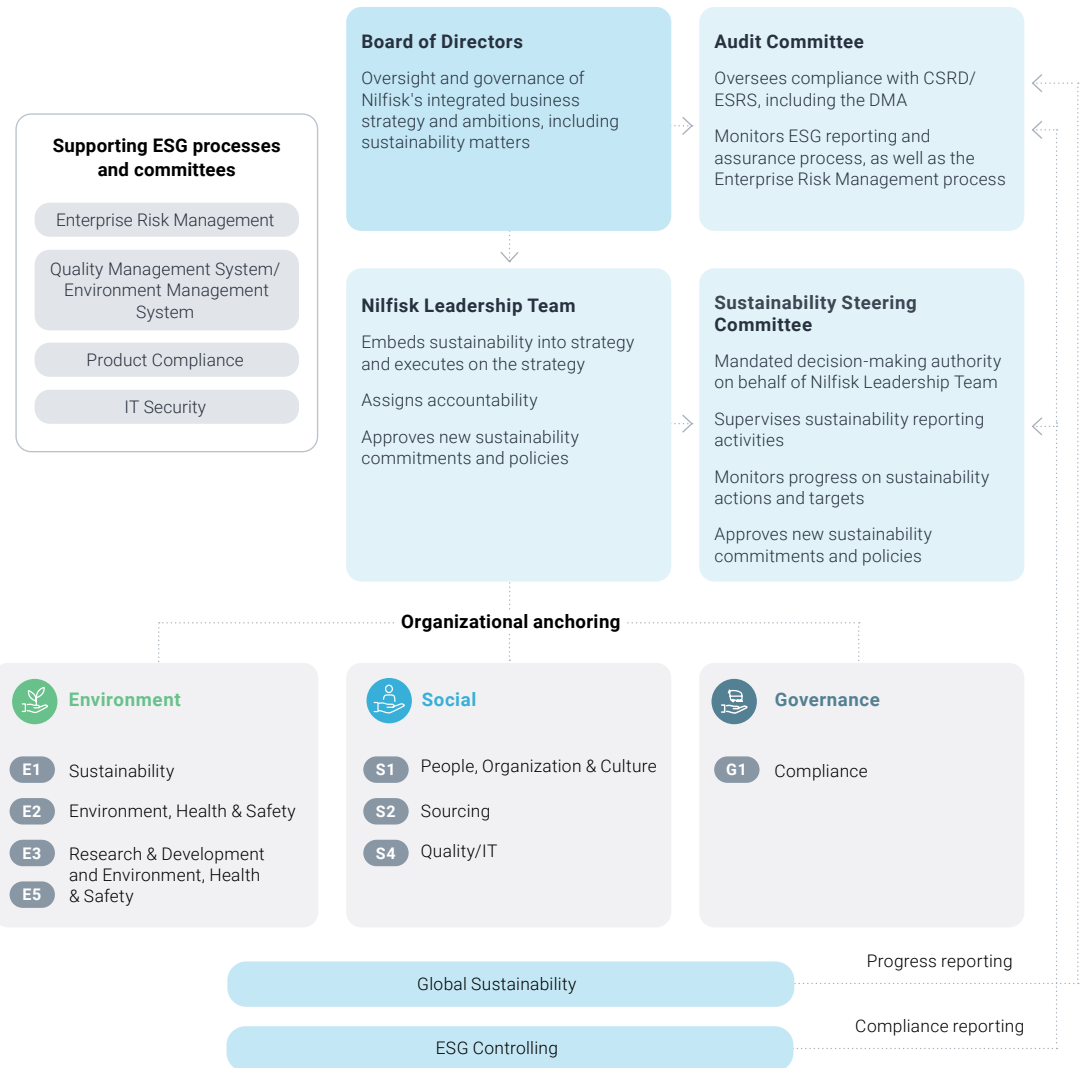 Board of Directors
Oversight and governance of
Nilfisk's integrated business
strategy and ambitions, including
sustainability matters
Audit Committee
Oversees compliance with CSRD/
ESRS, including the DMA
Monitors ESG reporting and
assurance process, as well as the
Enterprise Risk Management process
Supporting ESG processes
and committees
Enterprise Risk Management
Quality Management System/
Environment Management
System
Product Compliance
IT Security
Nilfisk Leadership Team
Embeds sustainability into strategy
and executes on the strategy
Assigns accountability
Approves new sustainability
commitments and policies
Sustainability Steering
Committee
Mandated decision-making authority
on behalf of Nilfisk Leadership Team
Supervises sustainability reporting
activities
Monitors progress on sustainability
actions and targets
Approves new sustainability
commitments and policies
Organizational anchoring
Environment
E1 Sustainability
E2 Environment, Health & Safety
E3 Research & Development
and Environment, Health
E5 & Safety
Social
S1 People, Organization & Culture
S2 Sourcing
S4 Quality/IT
Governance
G1 Compliance
Global Sustainability
Progress reporting
ESG Controlling
Compliance reporting